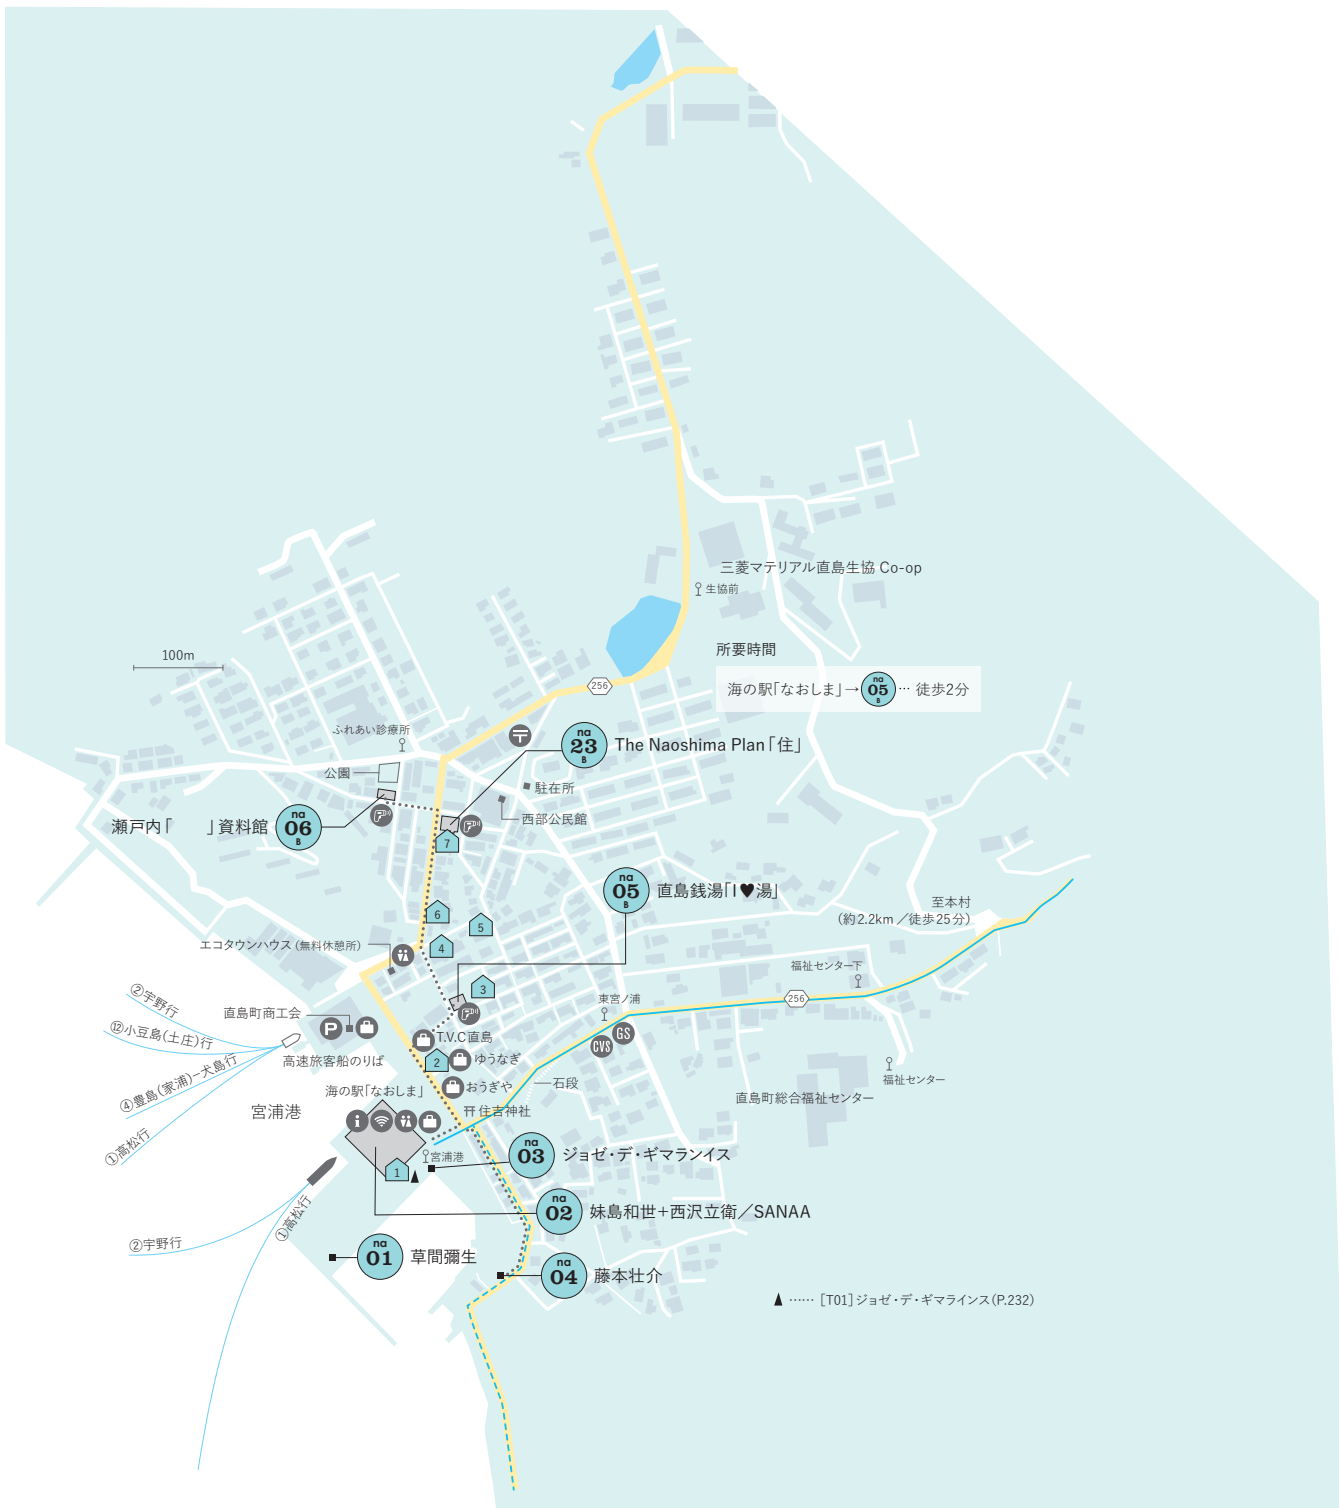 三菱マテリアル直島生協 Co-op
生協前
所要時間
100m
海の駅「なおしま」→ na 05 B … 徒歩2分
256
ふれあい診療所
na 23 B The Naoshima Plan「住」
公園
駐在所
西部公民館
瀬戸内「　　」資料館 na 06 B
7
na 05 B 直島銭湯「I♥湯」
至本村
(約2.2km／徒歩25分)
6
5
4
エコタウンハウス (無料休憩所)
福祉センター下
3
②宇野行
東宮ノ浦
256
直島町商工会
P
⑫小豆島(土庄)行
T.V.C直島
GS
CVS
高速旅客船のりば
2
ゆうなぎ
④豊島(家浦)−犬島行
福祉センター
石段
おうぎや
海の駅「なおしま」
直島町総合福祉センター
宮浦港
住吉神社
i
①高松行
宮浦港
na 03 ジョゼ・デ・ギマランイス
1
na 02 妹島和世+西沢立衛／SANAA
①高松行
②宇野行
na 01 草間彌生
na 04 藤本壮介
▲ …… [T01]ジョゼ・デ・ギマラインス(P.232)